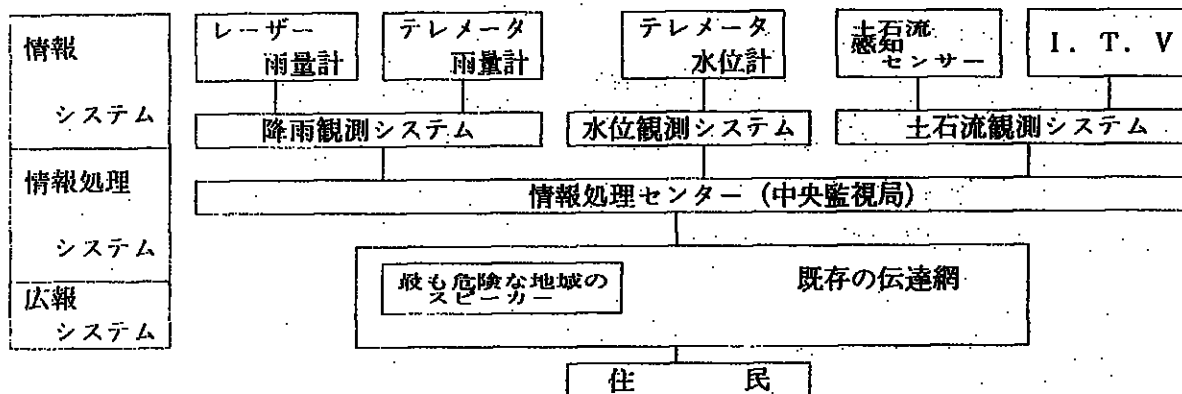 情報
システム
レーザー
雨量計
テレメータ
雨量計
テレメータ
水位計
土石流
感知
センサー
I. T. V
降雨観測システム
水位観測システム
土石流観測システム
情報処理
システム
情報処理センター (中央監視局)
広報
システム
最も危険な地域の
スピーカー
既存の伝達網
住 民